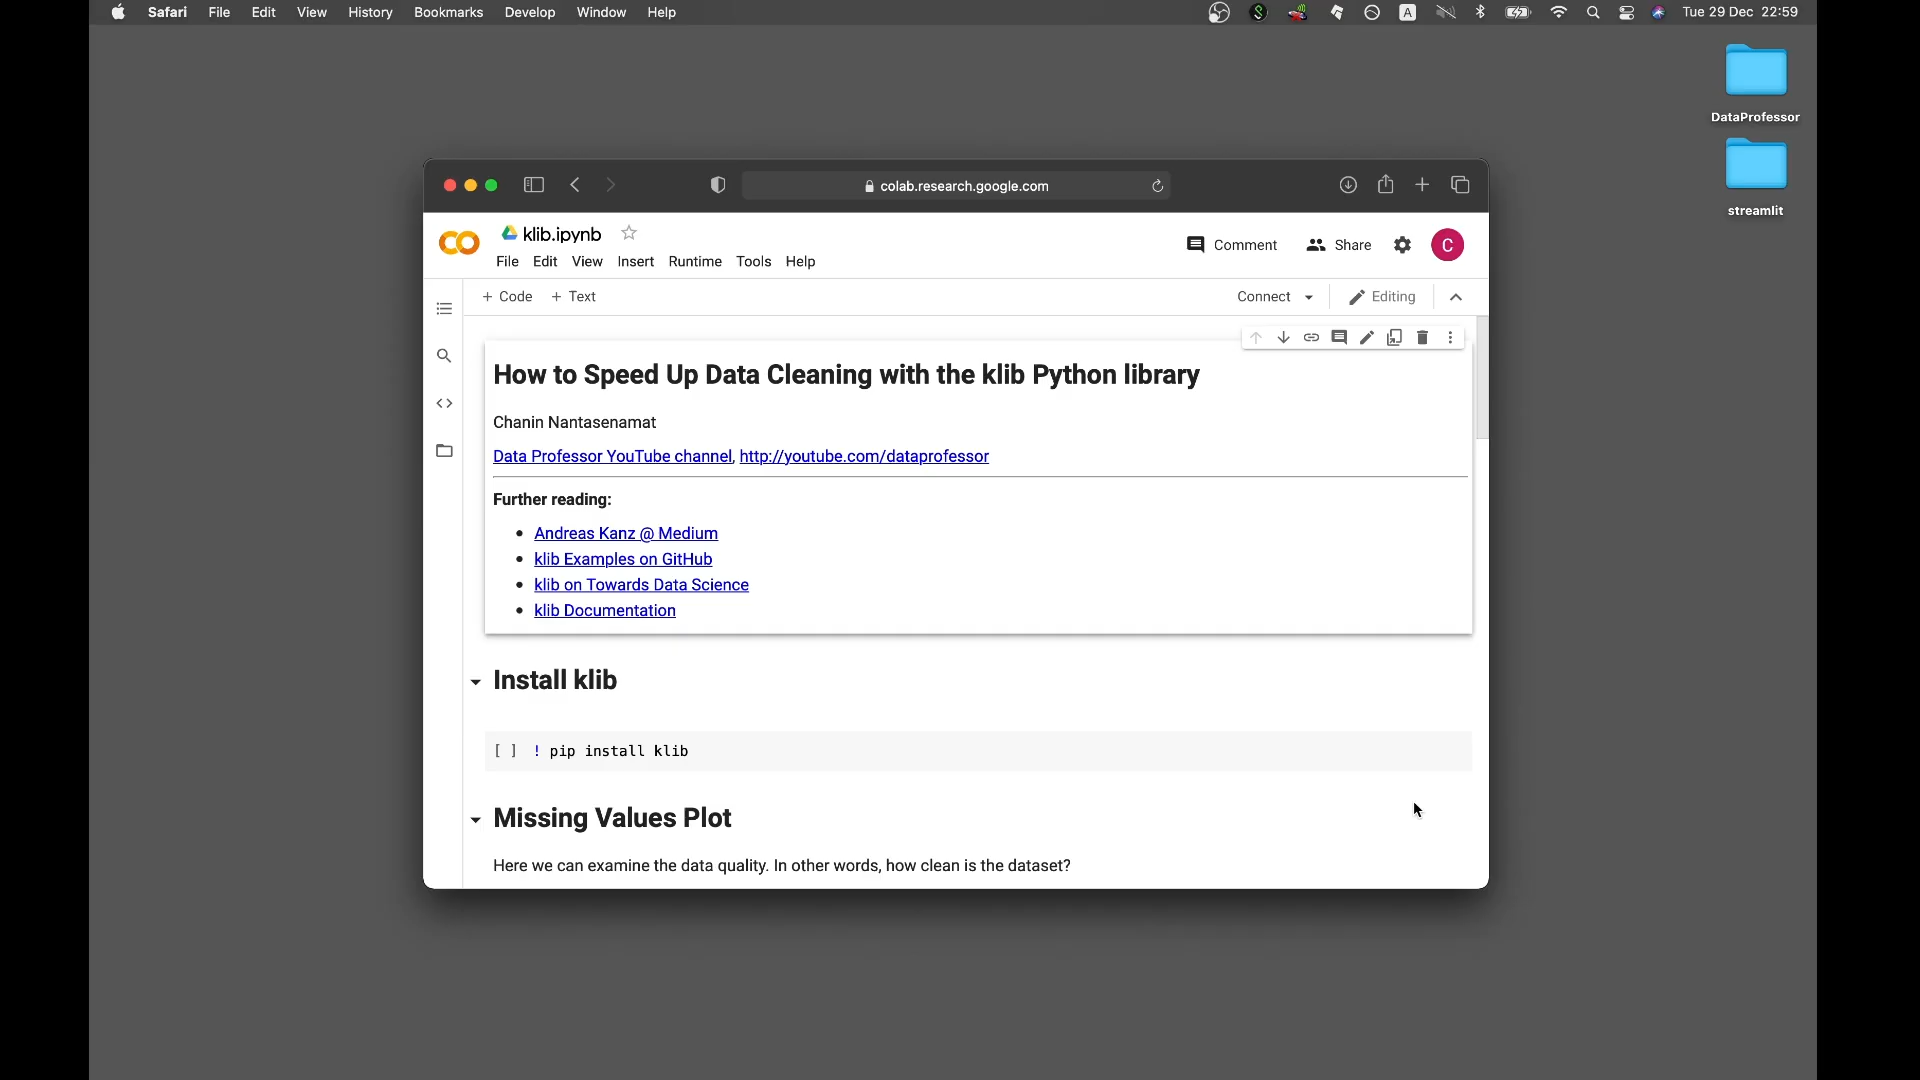 Safari File Edit View History Bookmarks Develop Window Help
A
Tue 29 Dec 22:59
DataProfessor
streamlit
colab.research.google.com
klib.ipynb
File Edit View Insert Runtime Tools Help
Comment Share C
+ Code + Text
Connect Editing
How to Speed Up Data Cleaning with the klib Python library
Chanin Nantasenamat
Data Professor YouTube channel, http://youtube.com/dataprofessor
Further reading:
• Andreas Kanz @ Medium
• klib Examples on GitHub
• klib on Towards Data Science
• klib Documentation
Install klib
[ ] ! pip install klib
Missing Values Plot
Here we can examine the data quality. In other words, how clean is the dataset?